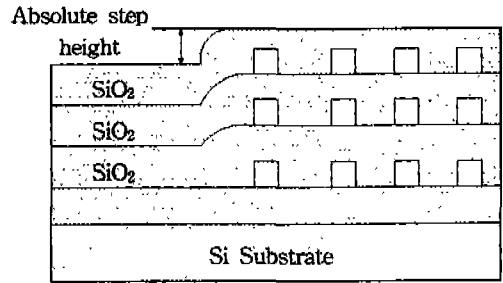 Absolute step
height
SiO₂
SiO₂
SiO₂
Si Substrate